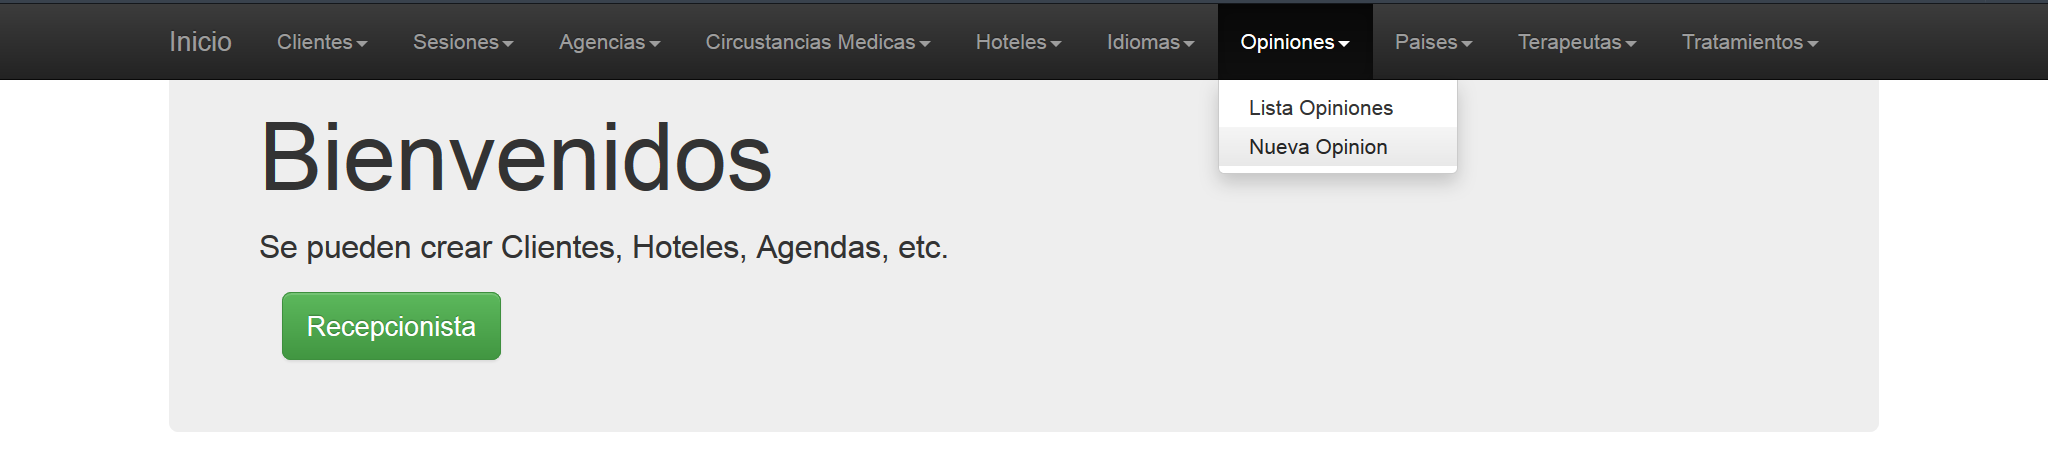 Inicio Clientes Sesiones Agencias Circustancias Medicas Hoteles Idiomas Opiniones Paises Terapeutas Tratamientos
Lista Opiniones
Nueva Opinion
Bienvenidos
Se pueden crear Clientes, Hoteles, Agendas, etc.
Recepcionista